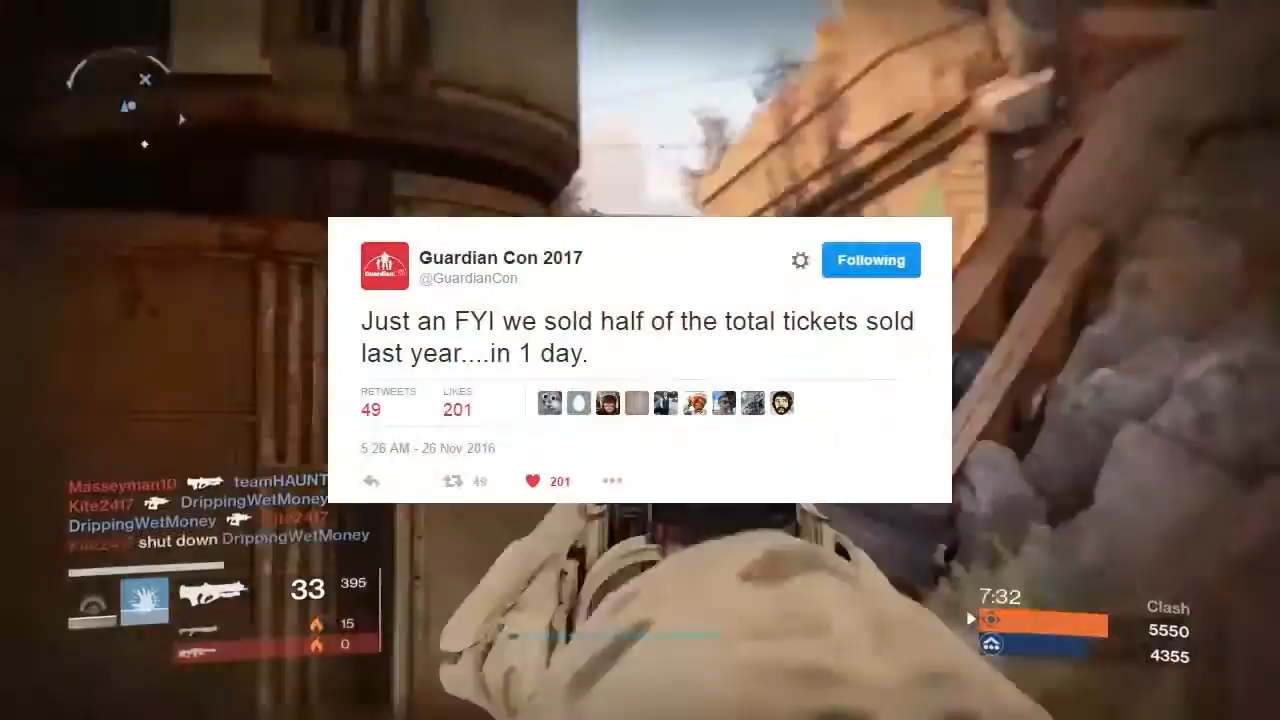 Guardian Con 2017
@GuardianCon
Following
Just an FYI we sold half of the total tickets sold
last year....in 1 day.
RETWEETS LIKES
49 201
5:26 AM - 26 Nov 2016
49 201
Masseyman10 teamHAUNT
Kite2417 DrippingWetMoney
DrippingWetMoney Kite2417
shut down DrippingWetMoney
33 395
15
0
7:32
Clash
5550
4355